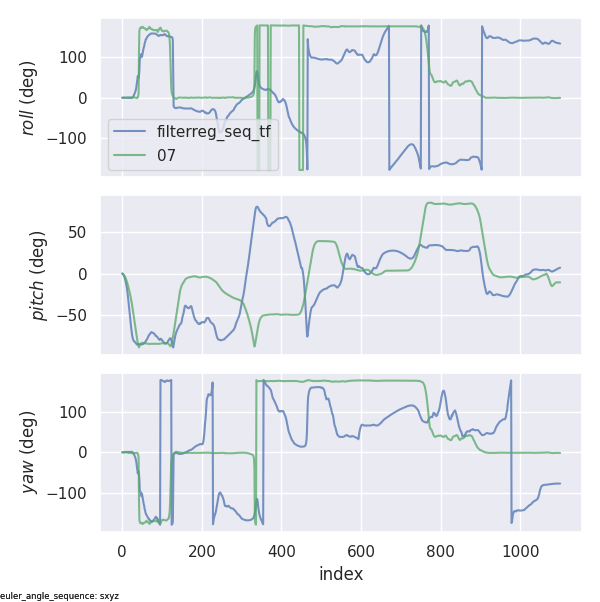 roll (deg)
100
0
−100
filterreg_seq_tf
07
pitch (deg)
50
0
−50
yaw (deg)
100
0
−100
0 200 400 600 800 1000
index
euler_angle_sequence: sxyz